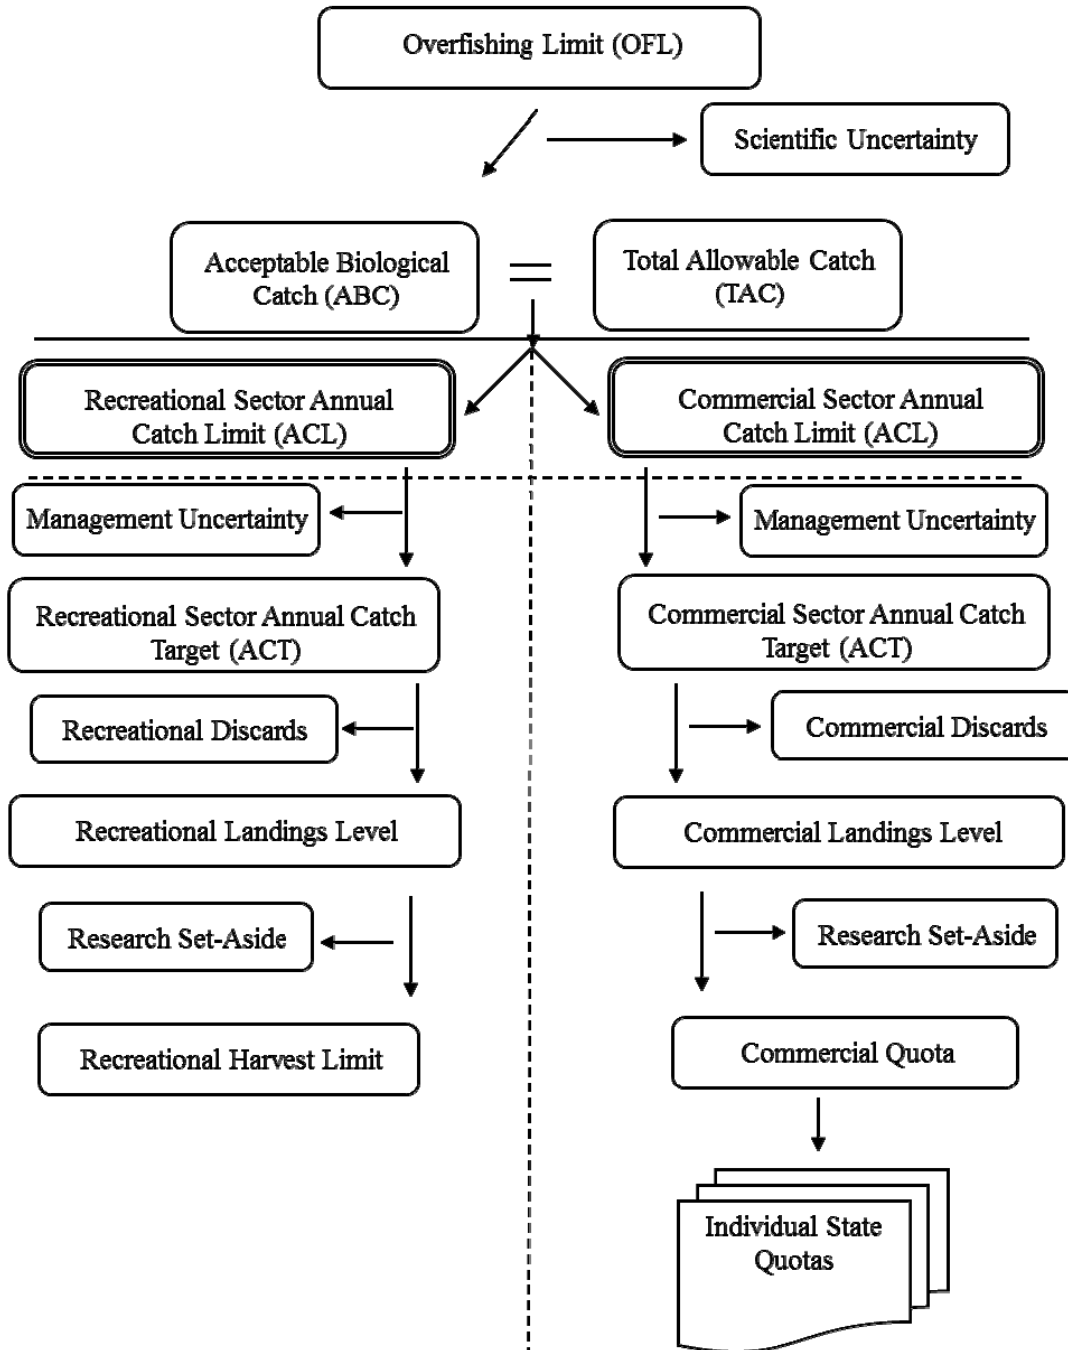 Overfishing Limit (OFL)
Scientific Uncertainty
Acceptable Biological
Catch (ABC)
Total Allowable Catch
(TAC)
Recreational Sector Annual
Catch Limit (ACL)
Commercial Sector Annual
Catch Limit (ACL)
Management Uncertainty
Management Uncertainty
Recreational Sector Annual Catch
Target (ACT)
Commercial Sector Annual Catch
Target (ACT)
Recreational Discards
Commercial Discards
Recreational Landings Level
Commercial Landings Level
Research Set-Aside
Research Set-Aside
Recreational Harvest Limit
Commercial Quota
Individual State
Quotas